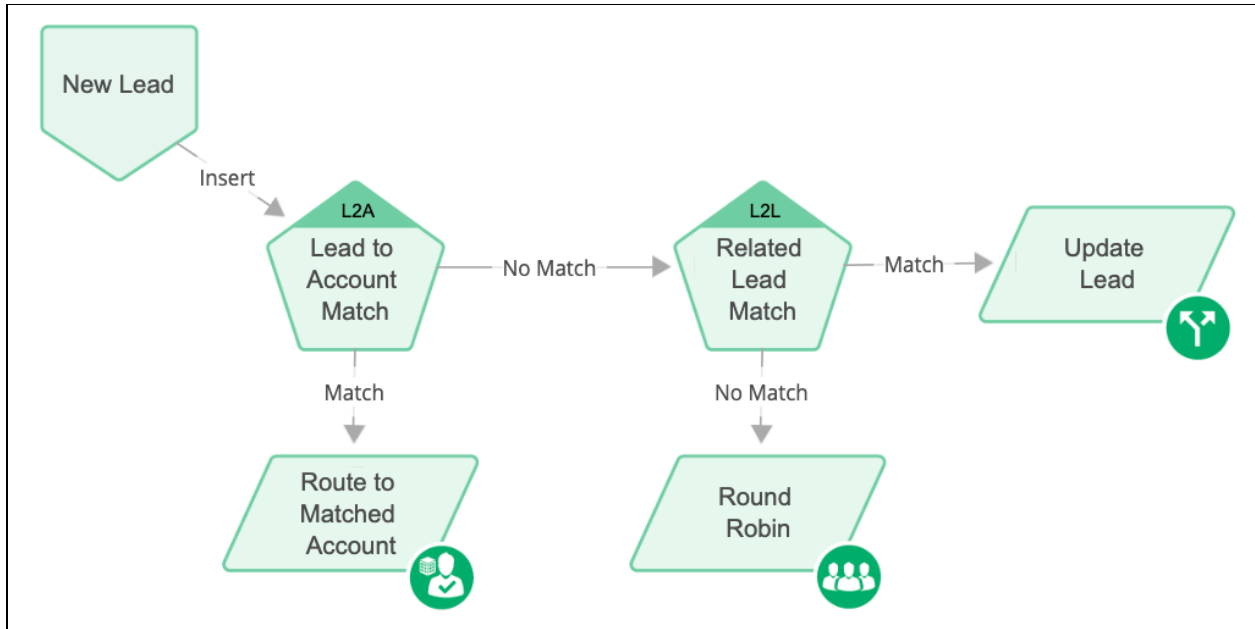 New Lead
Insert
L2A
Lead to
Account
Match
No Match
L2L
Related
Lead
Match
Match
Update
Lead
Match
No Match
Route to
Matched
Account
Round
Robin